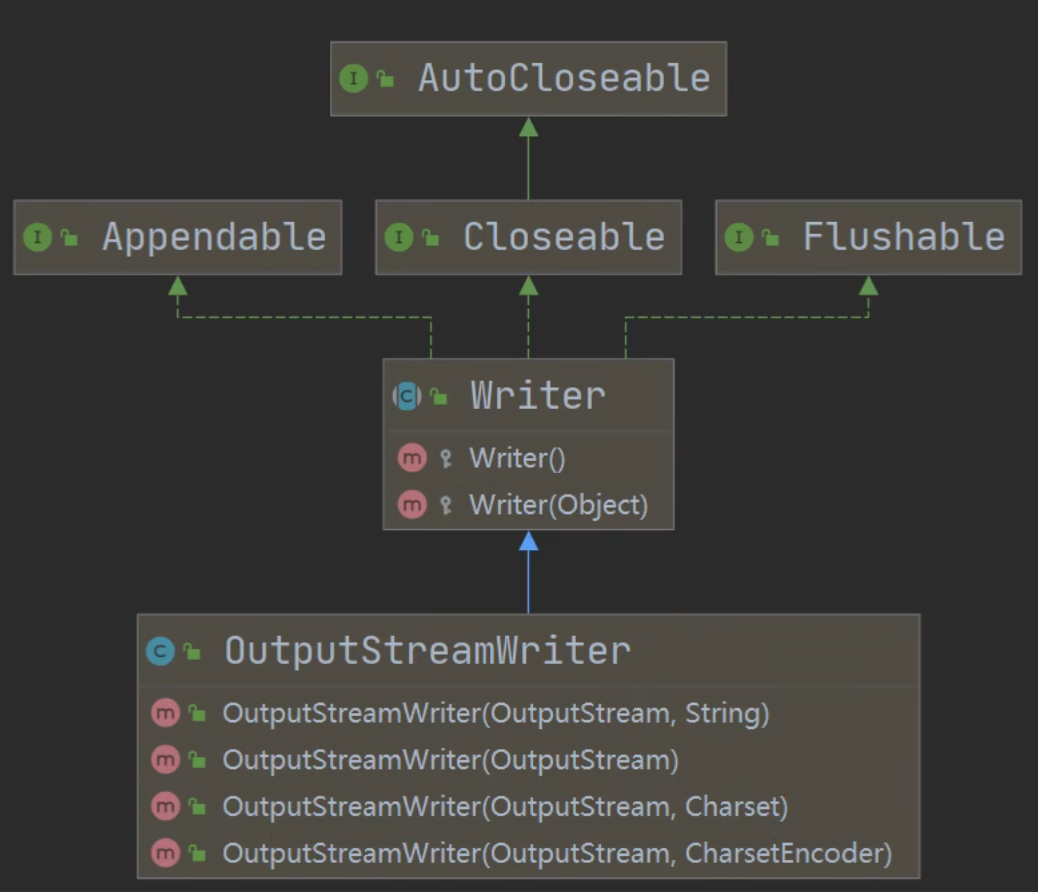 AutoCloseable
Appendable
Closeable
Flushable
Writer
Writer()
Writer(Object)
OutputStreamWriter
OutputStreamWriter(OutputStream, String)
OutputStreamWriter(OutputStream)
OutputStreamWriter(OutputStream, Charset)
OutputStreamWriter(OutputStream, CharsetEncoder)